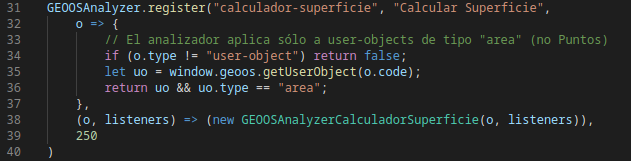 31 GEOOSAnalyzer.register("calculador-superficie", "Calcular Superficie",
32     o => {
33         // El analizador aplica sólo a user-objects de tipo "area" (no Puntos)
34         if (o.type != "user-object") return false;
35         let uo = window.geoos.getUserObject(o.code);
36         return uo && uo.type == "area";
37     },
38     (o, listeners) => (new GEOOSAnalyzerCalculadorSuperficie(o, listeners)),
39     250
40 )